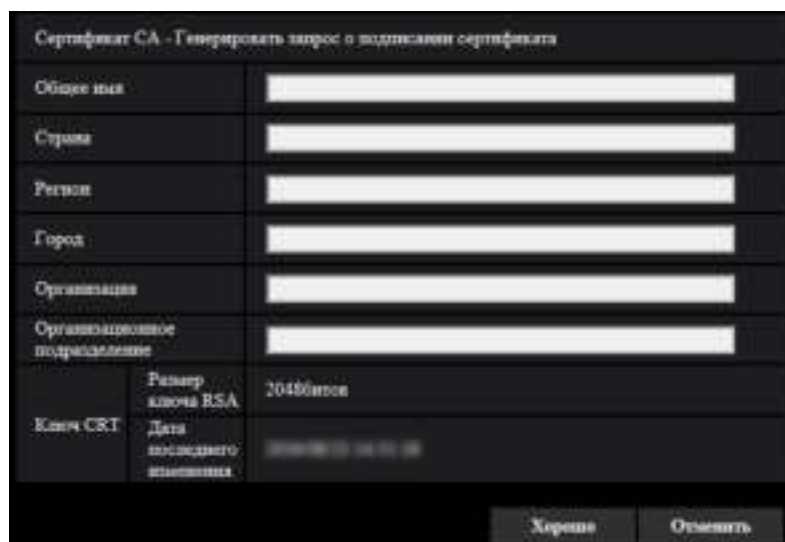 Сертификат CA - Генерировать запрос о подписании сертификата
Общее имя
Страна
Регион
Город
Организация
Организационное
подразделение
Ключ CRT
Размер
ключа RSA
2048битов
Дата
последнего
изменения
Хорошо
Отменить